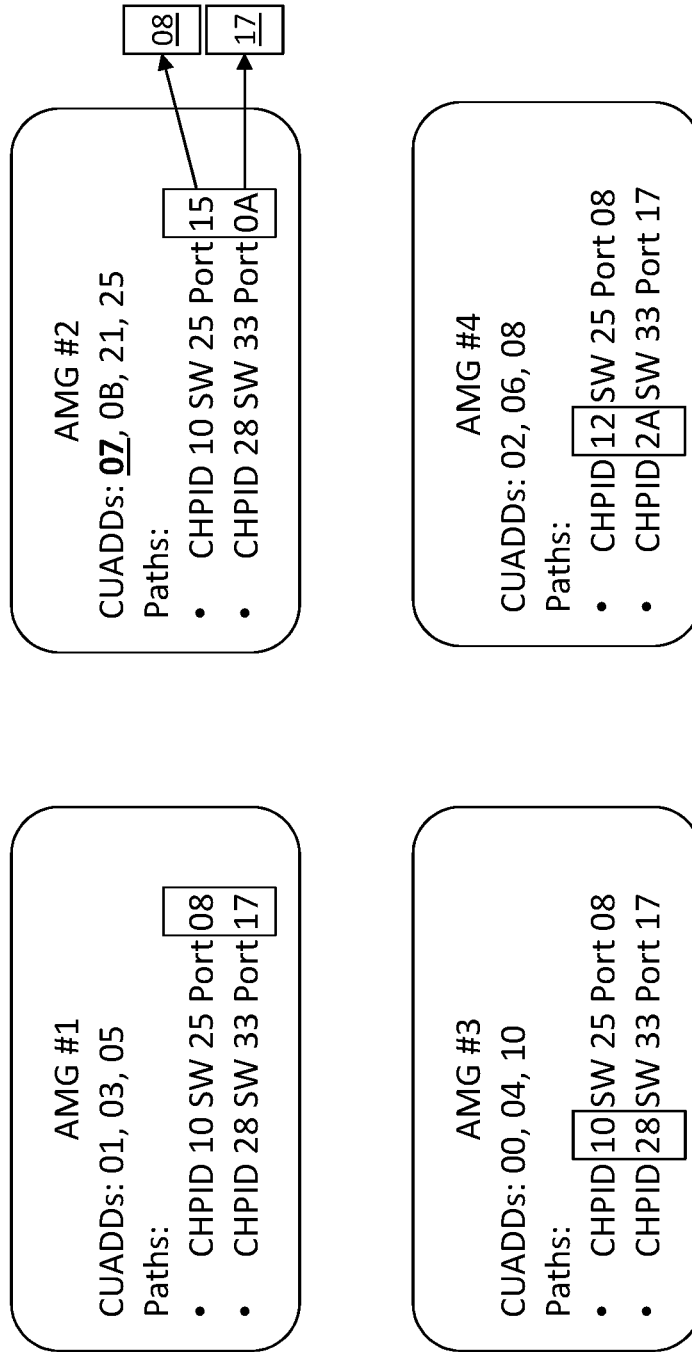 AMG #1
CUADDs: 01, 03, 05
Paths:
• CHPID 10 SW 25 Port 08
• CHPID 28 SW 33 Port 17
AMG #2
CUADDs: 07, 0B, 21, 25
Paths:
• CHPID 10 SW 25 Port 15
• CHPID 28 SW 33 Port 0A
08
17
AMG #3
CUADDs: 00, 04, 10
Paths:
• CHPID 10 SW 25 Port 08
• CHPID 28 SW 33 Port 17
AMG #4
CUADDs: 02, 06, 08
Paths:
• CHPID 12 SW 25 Port 08
• CHPID 2A SW 33 Port 17